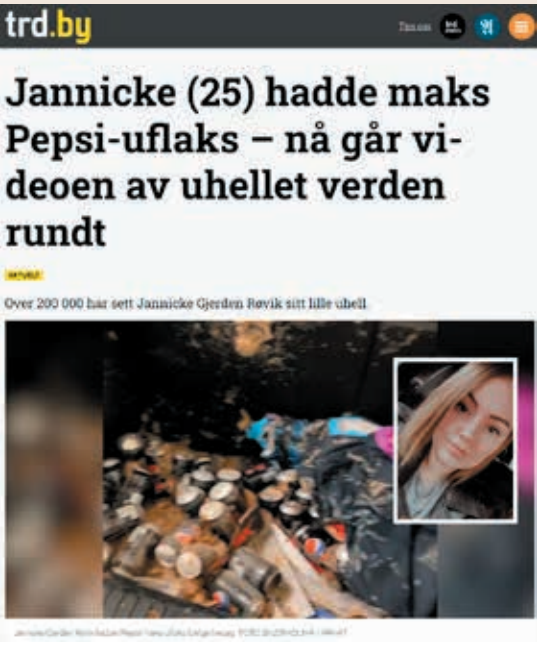 trd.by
Jannicke (25) hadde maks
Pepsi-uflaks – nå går vi-
deoen av uhellet verden
rundt
AKTUELT
Over 200 000 har sett Jannicke Gjerden Røvik sitt lille uhell